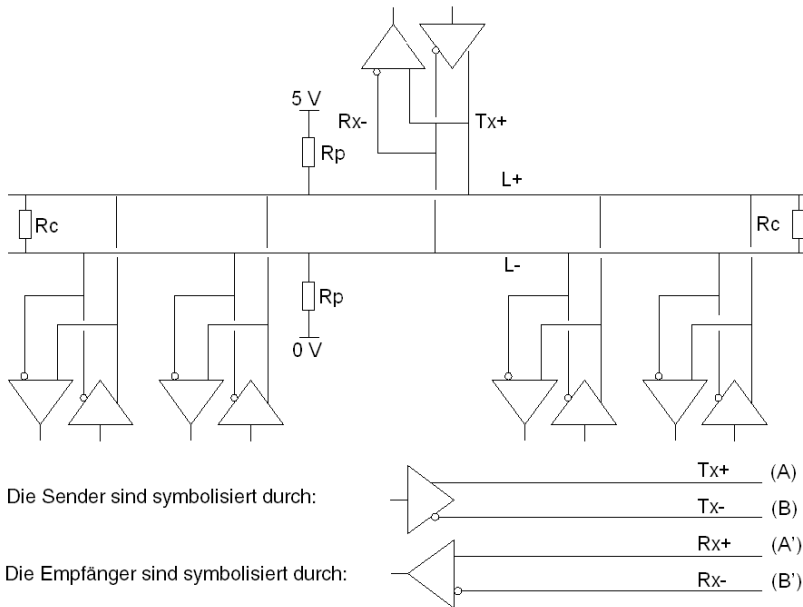 5 V
Rx-
Tx+
Rp
L+
Rc
Rc
L-
Rp
0 V
Die Sender sind symbolisiert durch:
Tx+ (A)
Tx- (B)
Die Empfänger sind symbolisiert durch:
Rx+ (A')
Rx- (B')